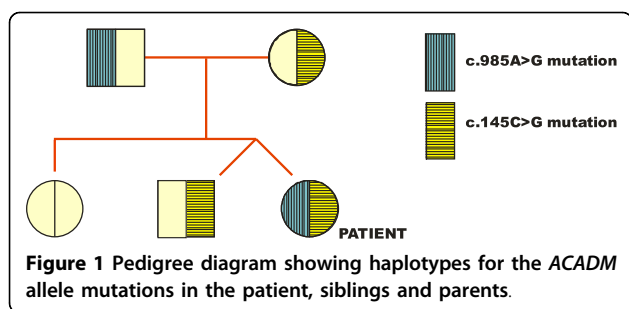 c.985A>G mutation
c.145C>G mutation
PATIENT
Figure 1 Pedigree diagram showing haplotypes for the ACADM
allele mutations in the patient, siblings and parents.